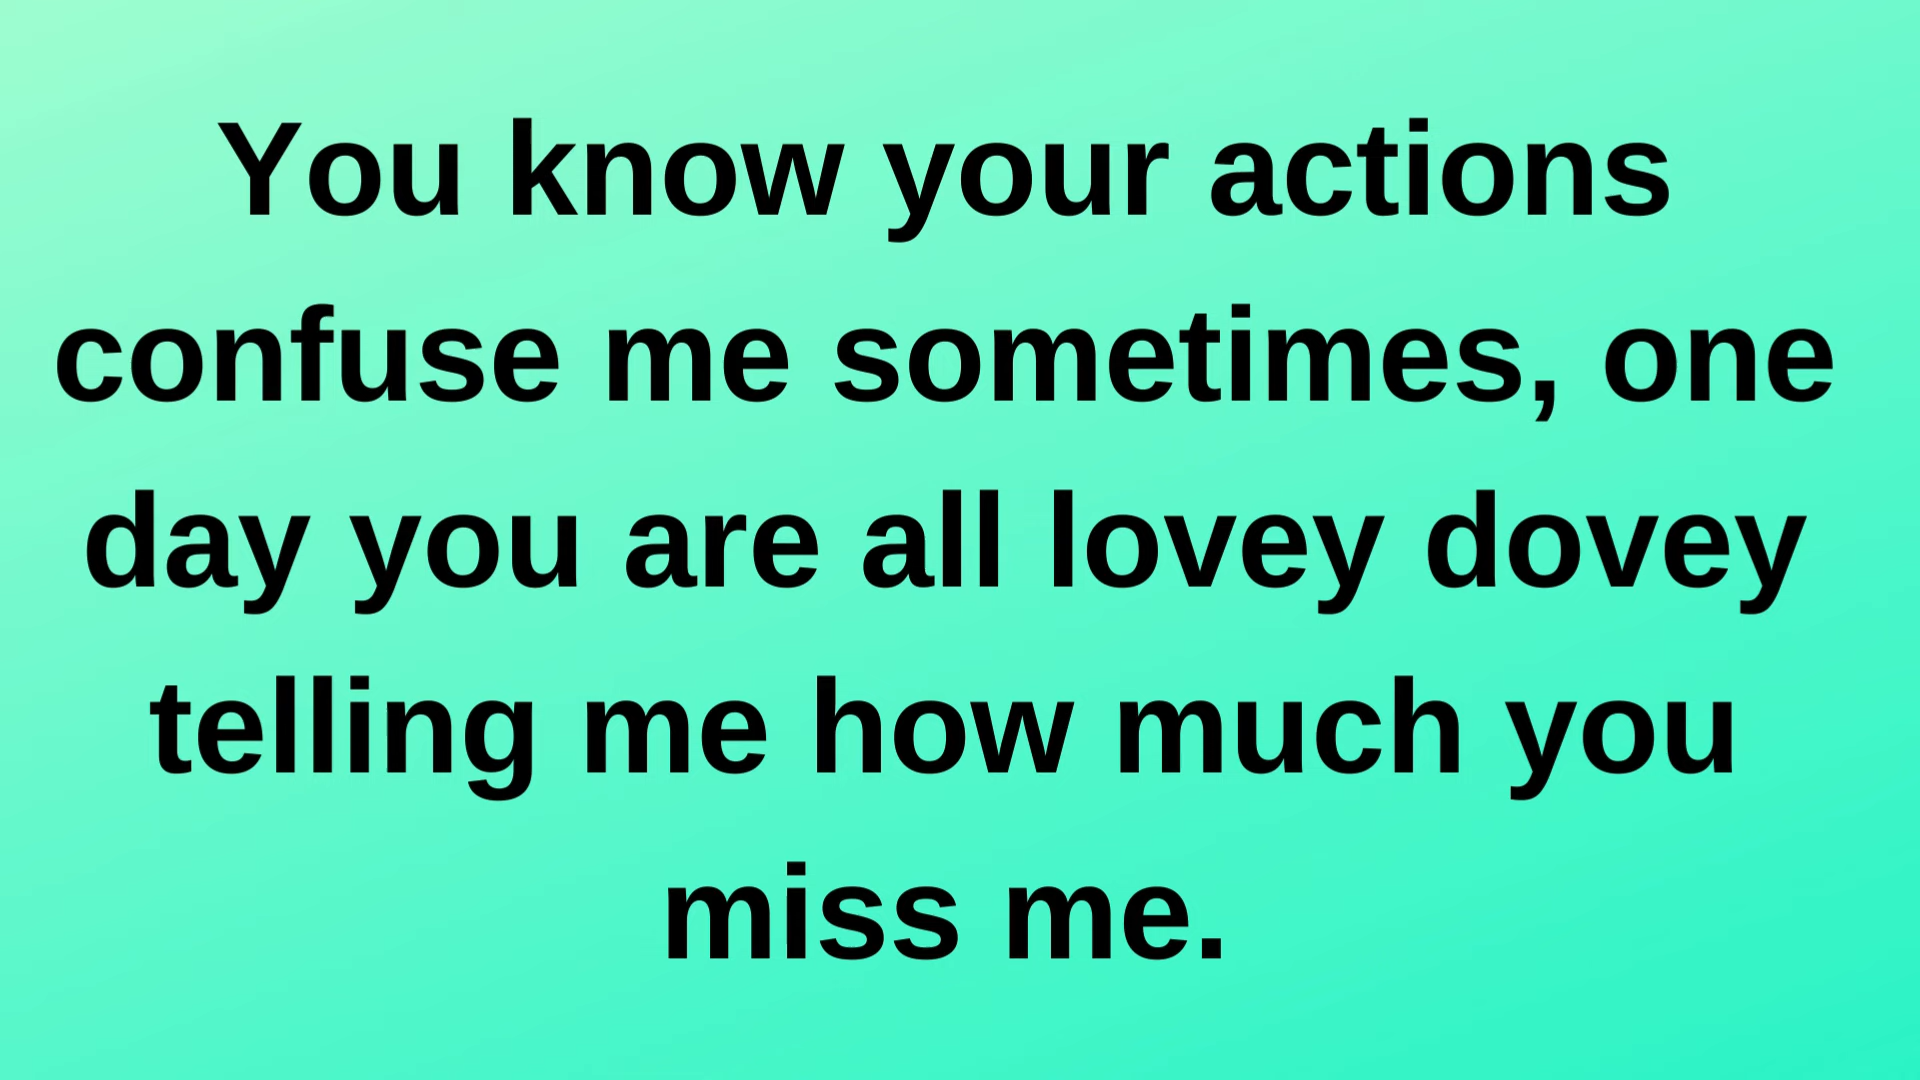 You know your actions
confuse me sometimes, one
day you are all lovey dovey
telling me how much you
miss me.